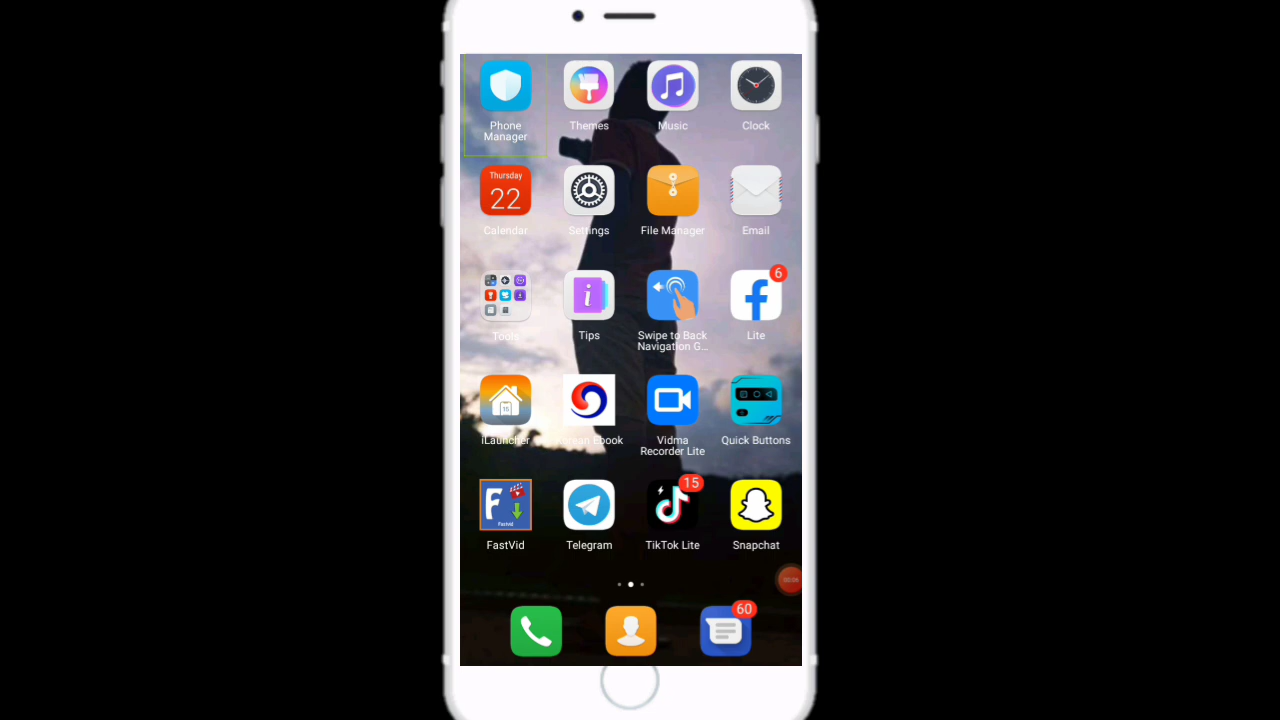 Phone
Manager
Themes
Music
Clock
Thursday
22
Calendar
Settings
File Manager
Email
6
Tools
Tips
Swipe to Back
Navigation G...
Lite
iLauncher
Korean Ebook
Vidma
Recorder Lite
Quick Buttons
15
FastVid
Telegram
TikTok Lite
Snapchat
60